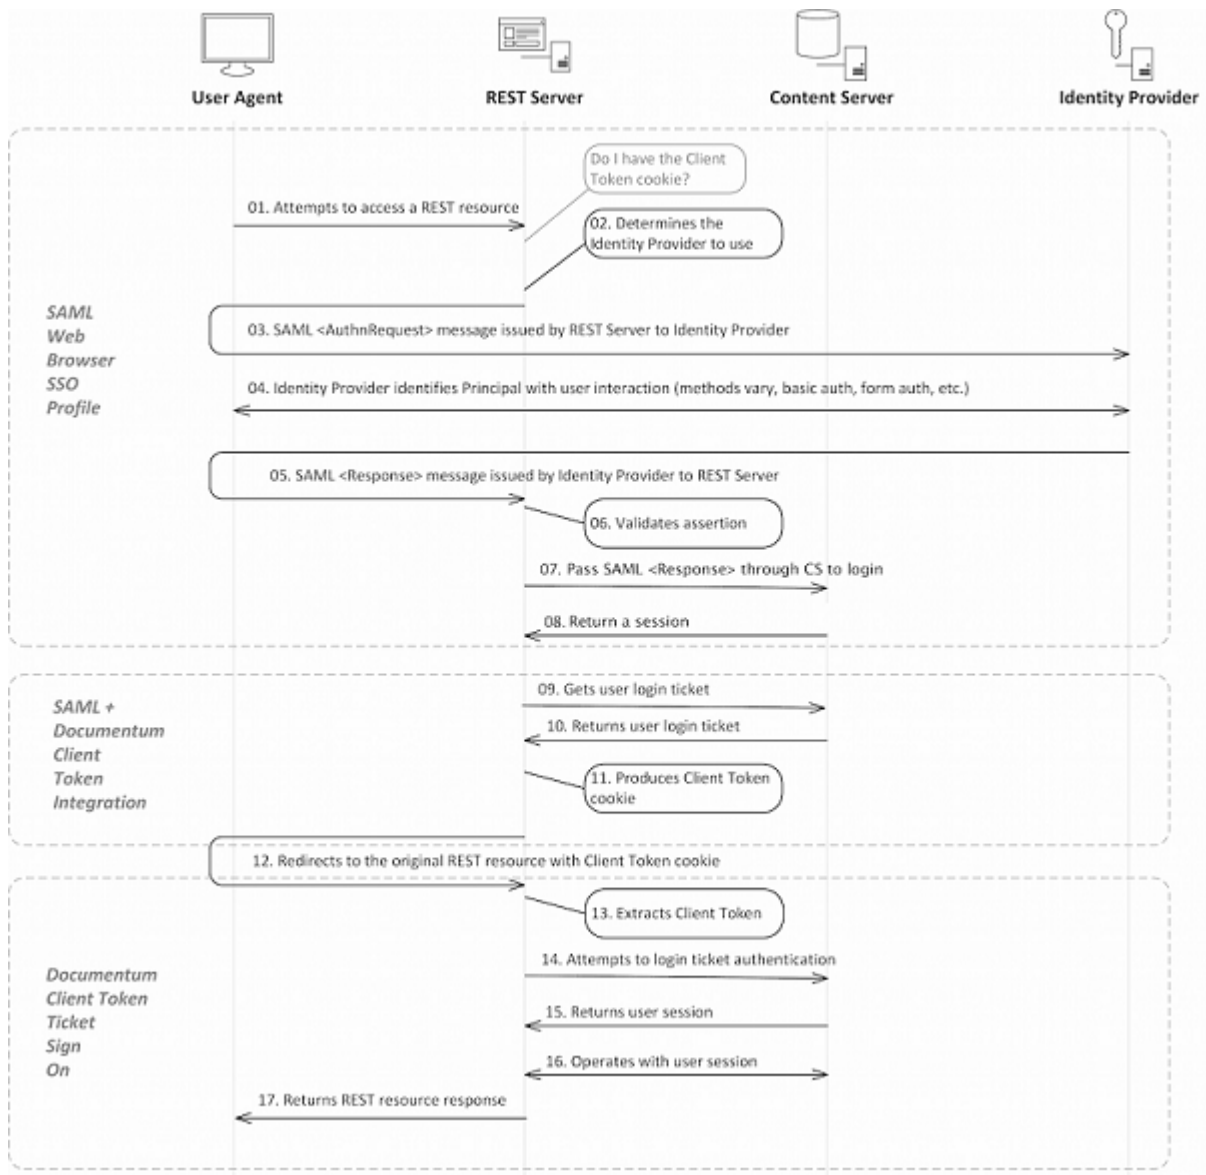 User Agent
REST Server
Content Server
Identity Provider
Do I have the Client
Token cookie?
01. Attempts to access a REST resource
02. Determines the
Identity Provider to use
SAML
Web
Browser
SSO
Profile
03. SAML <AuthnRequest> message issued by REST Server to Identity Provider
04. Identity Provider identifies Principal with user interaction (methods vary, basic auth, form auth, etc.)
05. SAML <Response> message issued by Identity Provider to REST Server
06. Validates assertion
07. Pass SAML <Response> through CS to login
08. Return a session
SAML +
Documentum
Client
Token
Integration
09. Gets user login ticket
10. Returns user login ticket
11. Produces Client Token
cookie
12. Redirects to the original REST resource with Client Token cookie
13. Extracts Client Token
Documentum
Client Token
Ticket
Sign
On
14. Attempts to login ticket authentication
15. Returns user session
16. Operates with user session
17. Returns REST resource response